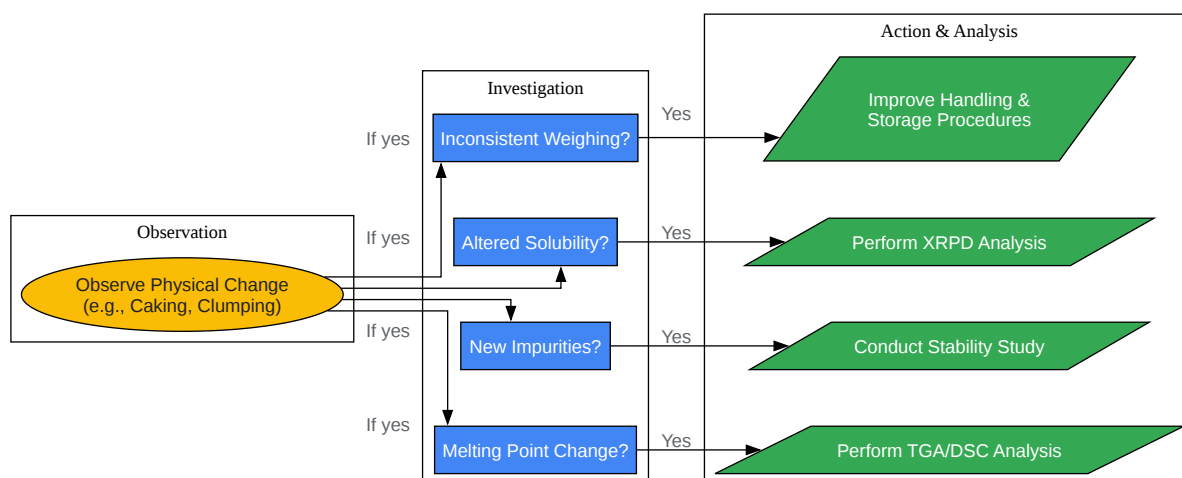 Action & Analysis
Investigation
Improve Handling &
Storage Procedures
If yes
Inconsistent Weighing?
Yes
Observation
If yes
Altered Solubility?
Yes
Perform XRPD Analysis
Observe Physical Change
(e.g., Caking, Clumping)
If yes
New Impurities?
Yes
Conduct Stability Study
If yes
Melting Point Change?
Yes
Perform TGA/DSC Analysis